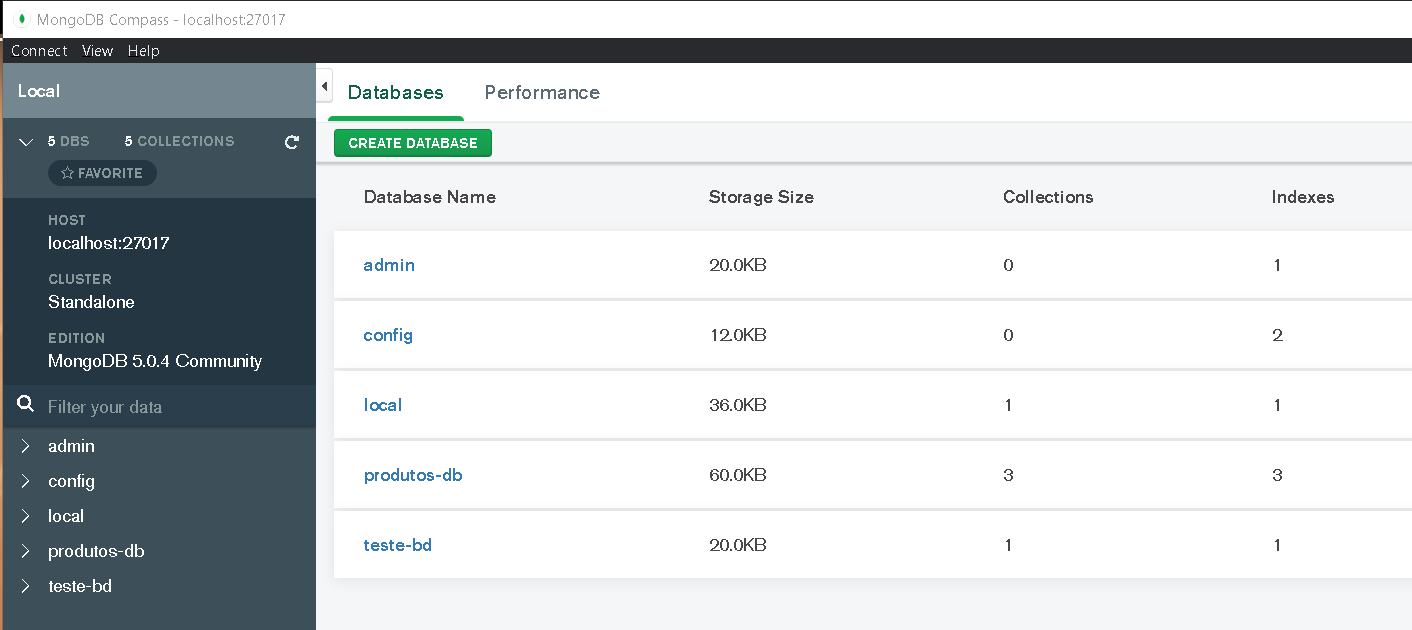 MongoDB Compass - localhost:27017
Connect View Help
Local
5 DBS 5 COLLECTIONS
FAVORITE
HOST
localhost:27017
CLUSTER
Standalone
EDITION
MongoDB 5.0.4 Community
Filter your data
admin
config
local
produtos-db
teste-bd
Databases Performance
CREATE DATABASE
Database Name Storage Size Collections Indexes
admin 20.0KB 0 1
config 12.0KB 0 2
local 36.0KB 1 1
produtos-db 60.0KB 3 3
teste-bd 20.0KB 1 1